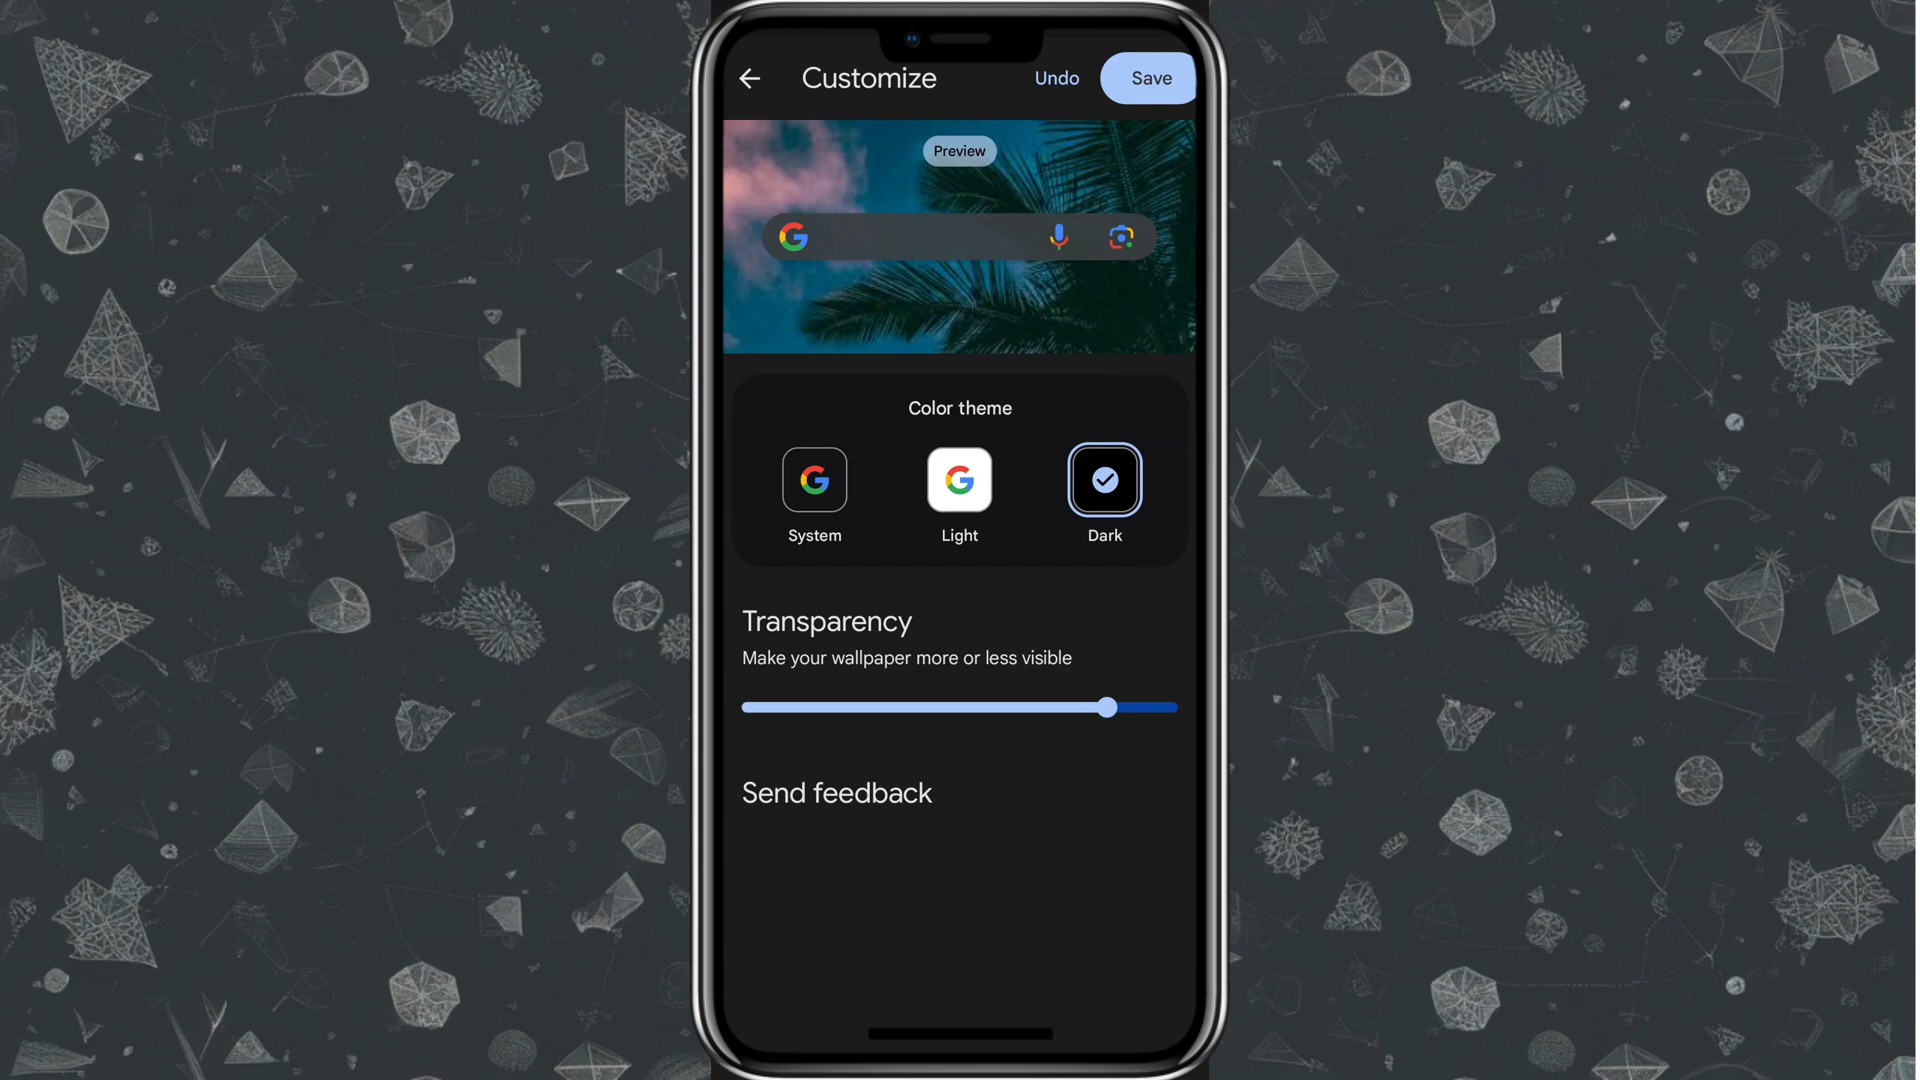 Customize Undo Save
Preview
Color theme
System Light Dark
Transparency
Make your wallpaper more or less visible
Send feedback